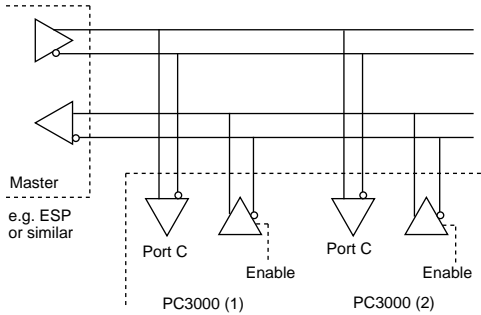 Master
e.g. ESP
or similar
Port C
Enable
Port C
Enable
PC3000 (1)
PC3000 (2)